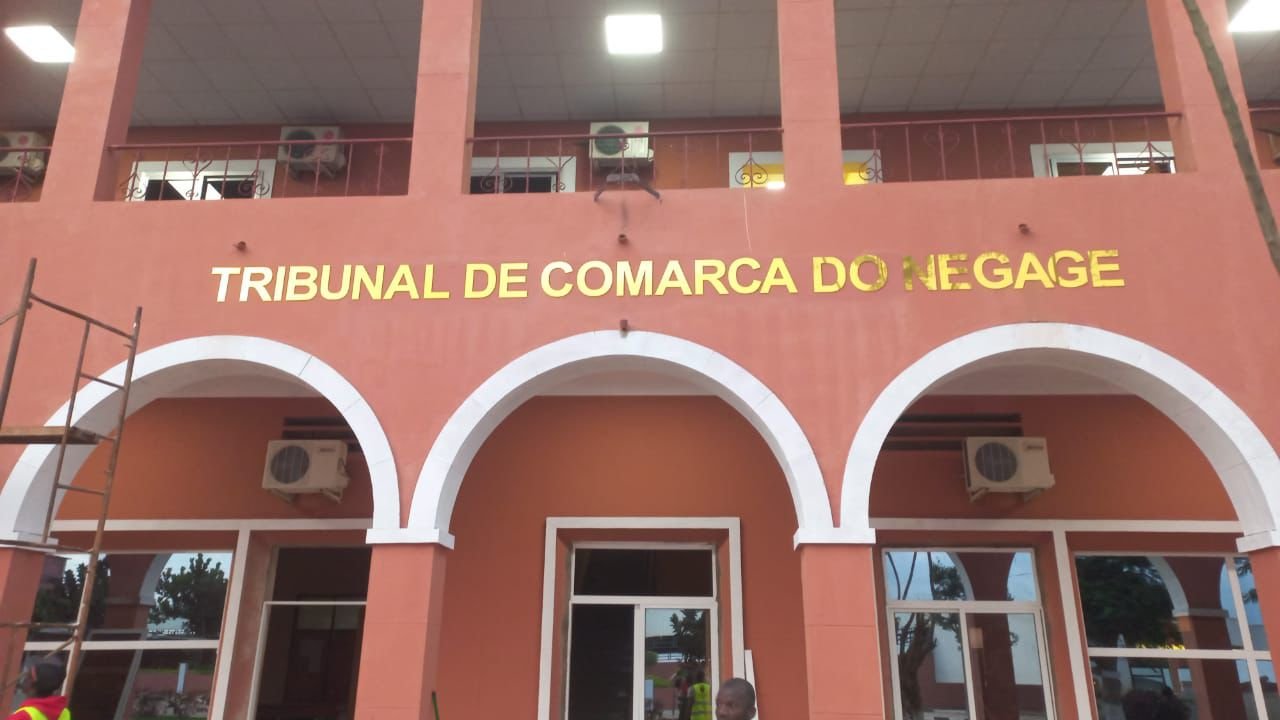 TRIBUNAL DE COMARCA DO NEGAGE